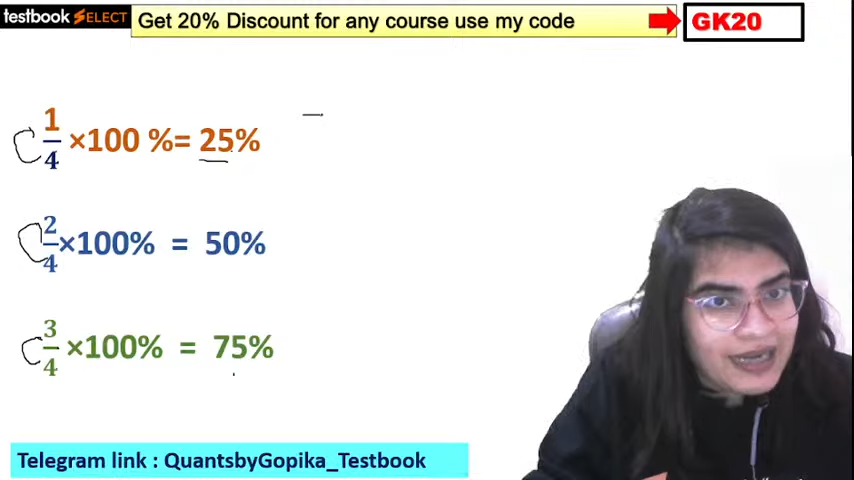 testbook SELECT
Get 20% Discount for any course use my code
GK20
1/4 ×100 %= 25%
2/4 ×100% = 50%
3/4 ×100% = 75%
Telegram link : QuantsbyGopika_Testbook